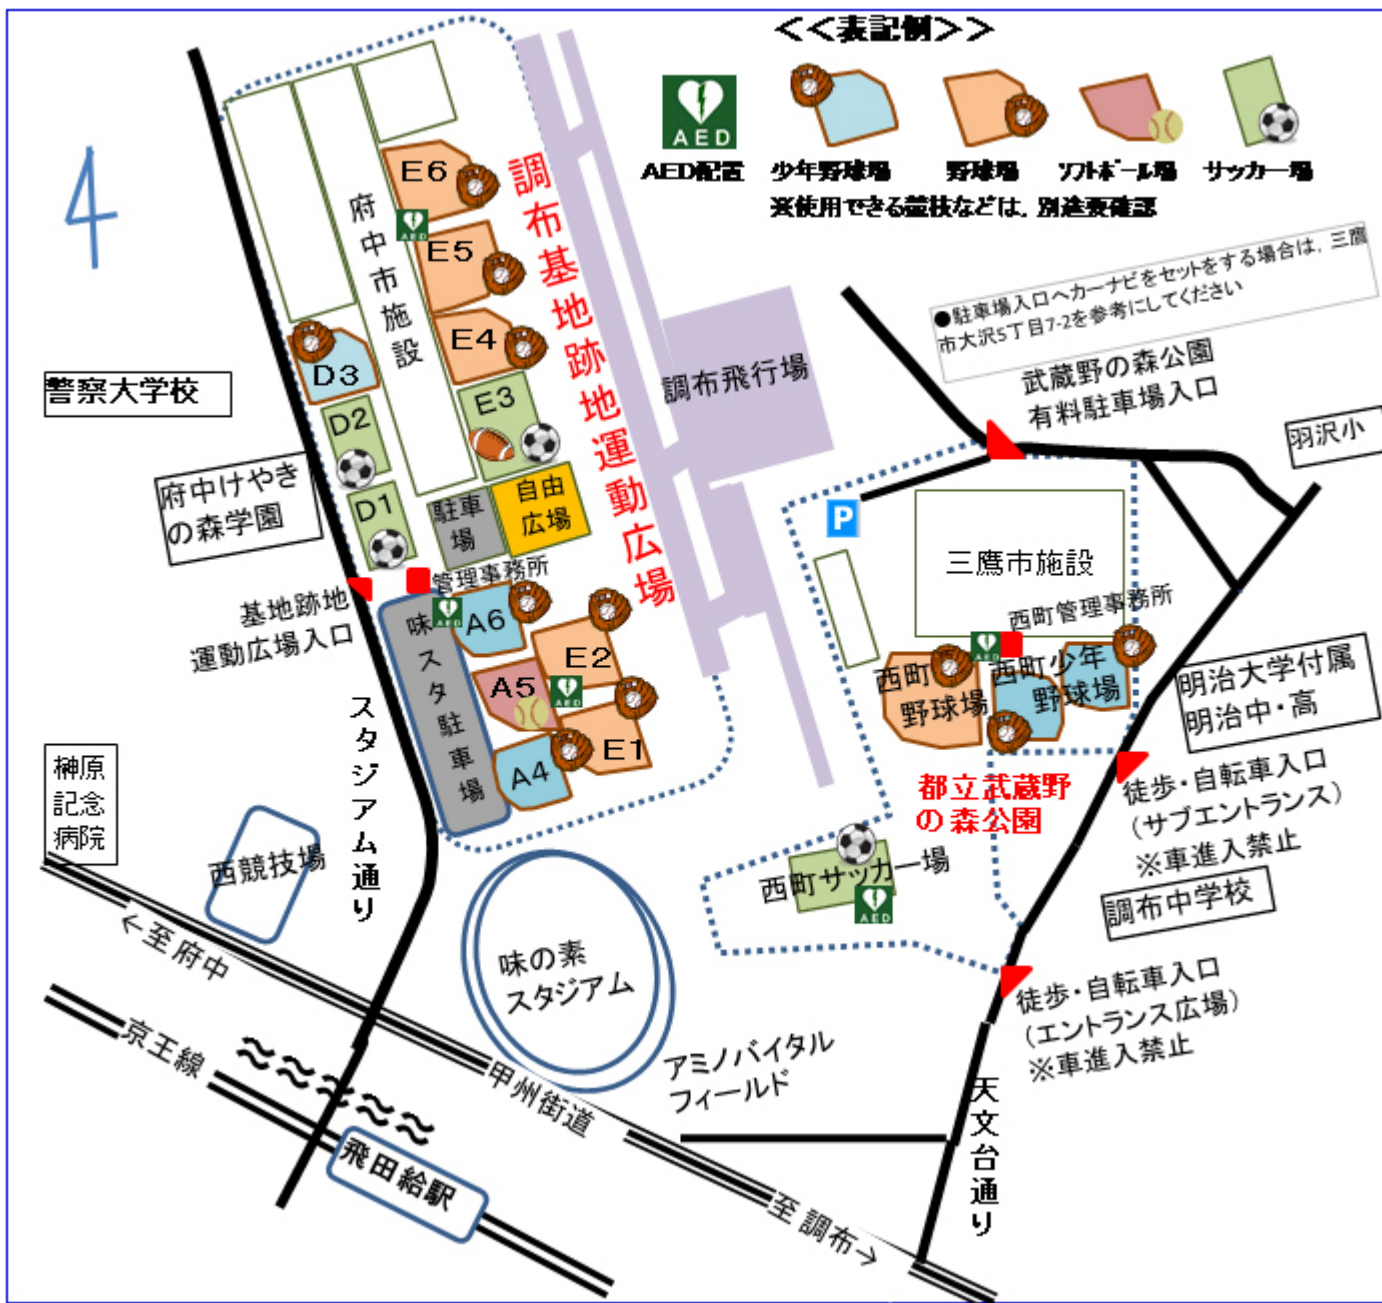 ＜＜表記例＞＞
AED
AED配置
少年野球場
野球場
ソフトボール場
サッカー場
※使用できる競技などは、別途要確認
●駐車場入口へカーナビをセットをする場合は、三鷹
市大沢5丁目7-2を参考にしてください
武蔵野の森公園
有料駐車場入口
羽沢小
調布基地跡地運動広場
府中市施設
E6
AED
E5
E4
E3
D3
D2
D1
警察大学校
府中けやき
の森学園
駐車
場
自由
広場
管理事務所
基地跡地
運動広場入口
調布飛行場
P
三鷹市施設
西町管理事務所
AED
西町
野球場
西町少年
野球場
明治大学付属
明治中・高
味スタ駐車場
AED
A6
E2
A5
AED
E1
A4
スタジアム通り
榊原
記念
病院
西競技場
都立武蔵野
の森公園
徒歩・自転車入口
（サブエントランス）
※車進入禁止
西町サッカー場
AED
調布中学校
徒歩・自転車入口
（エントランス広場）
※車進入禁止
味の素
スタジアム
アミノバイタル
フィールド
←至府中
京王線
甲州街道
飛田給駅
至調布→
天文台通り